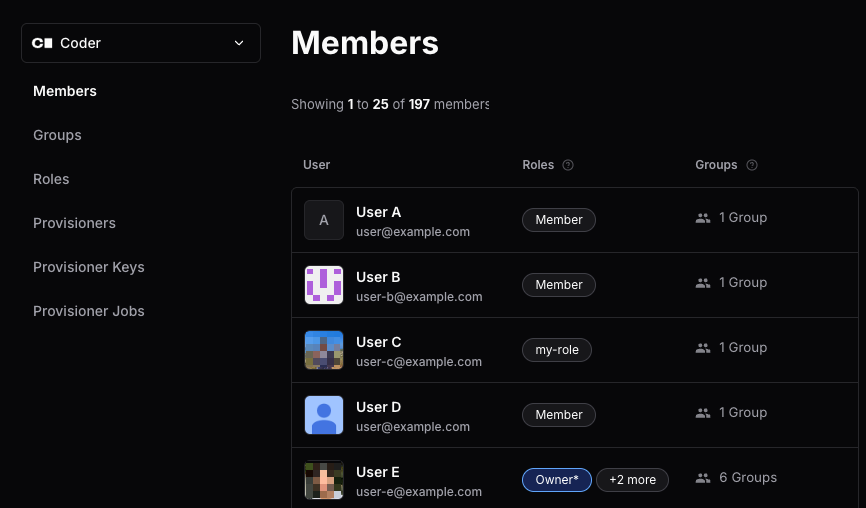 Coder
Members
Groups
Roles
Provisioners
Provisioner Keys
Provisioner Jobs
Members
Showing 1 to 25 of 197 members
User Roles Groups
A User A
user@example.com Member 1 Group
User B
user-b@example.com Member 1 Group
User C
user-c@example.com my-role 1 Group
User D
user@example.com Member 1 Group
User E
user-e@example.com Owner* +2 more 6 Groups